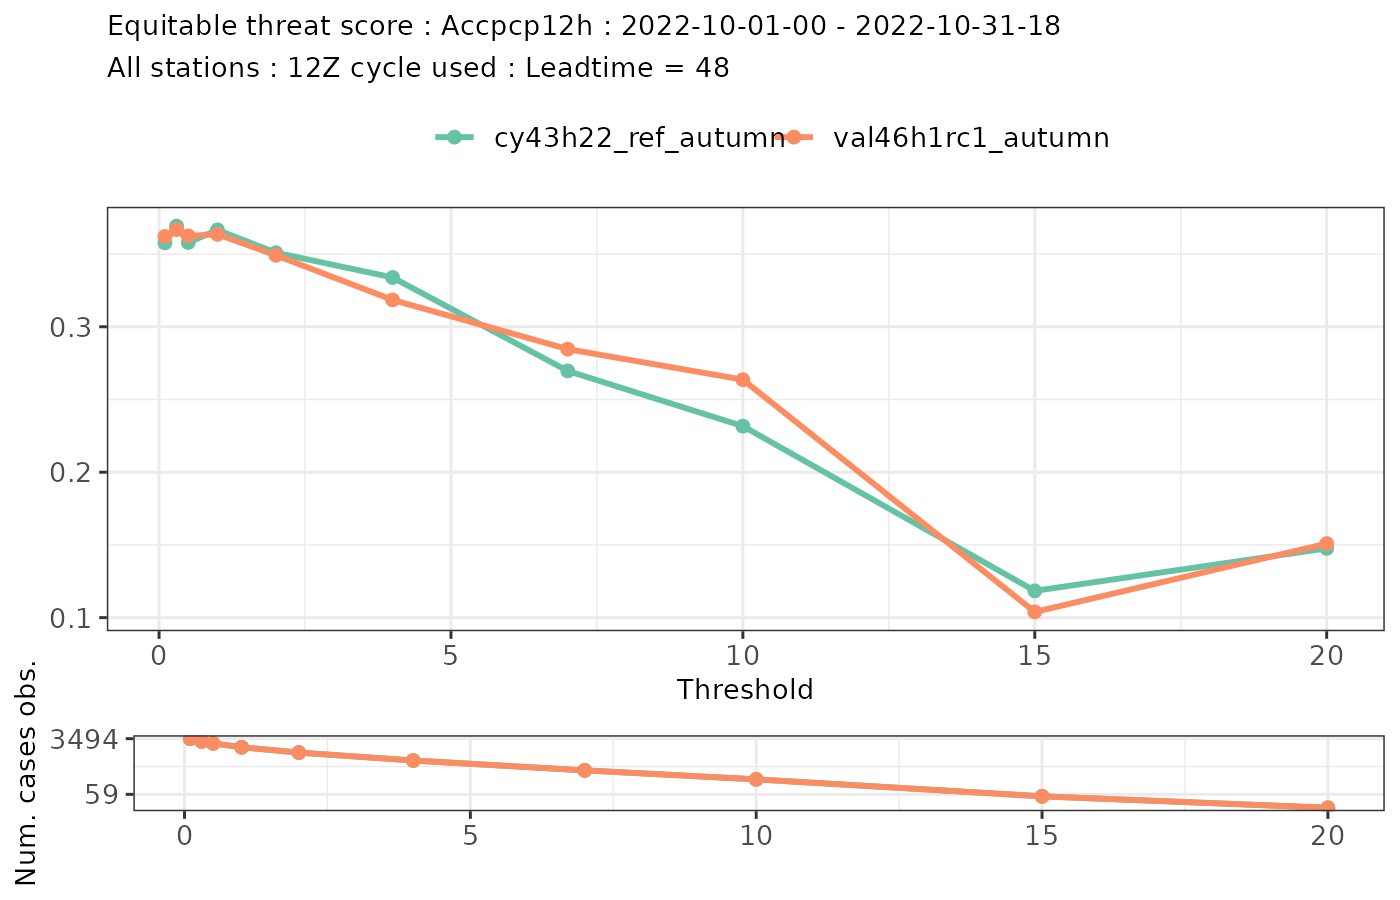 Equitable threat score : Accpcp12h : 2022-10-01-00 - 2022-10-31-18
All stations : 12Z cycle used : Leadtime = 48
cy43h22_ref_autumn val46h1rc1_autumn
0.3
0.2
0.1
0 5 10 15 20
Threshold
Num. cases obs.
3494
59
0 5 10 15 20